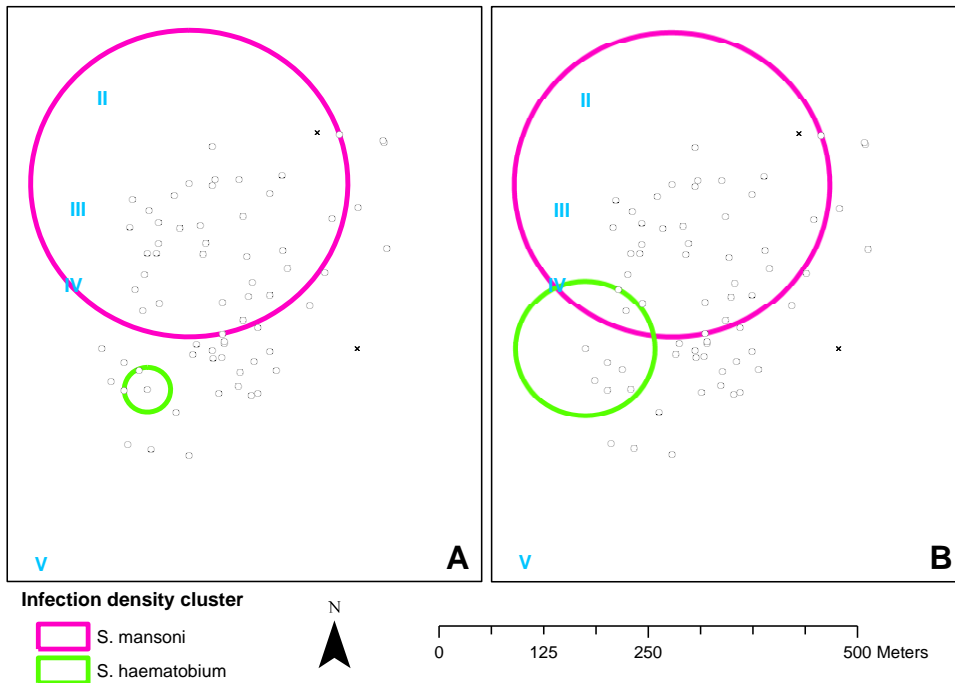 II
II
III
III
IV
IV
V
A
V
B
Infection density cluster
S. mansoni
S. haematobium
N
0 125 250 500 Meters